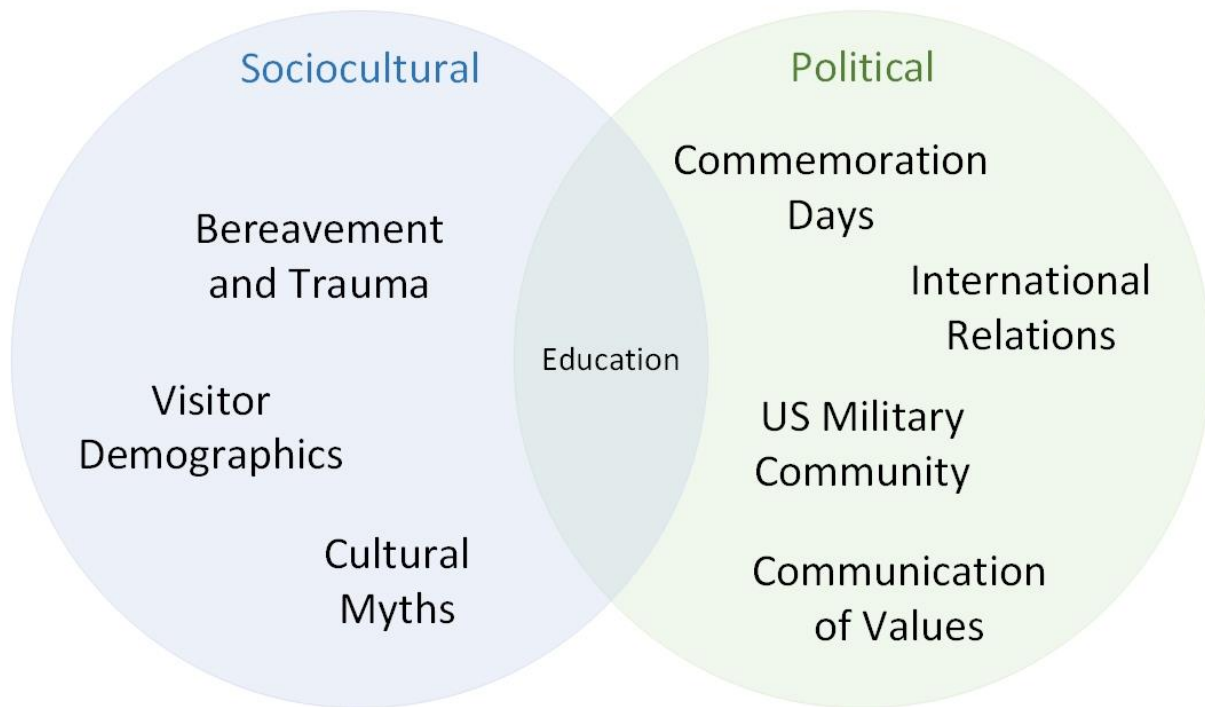 Sociocultural
Political
Bereavement
and Trauma
Visitor
Demographics
Cultural
Myths
Education
Commemoration
Days
International
Relations
US Military
Community
Communication
of Values